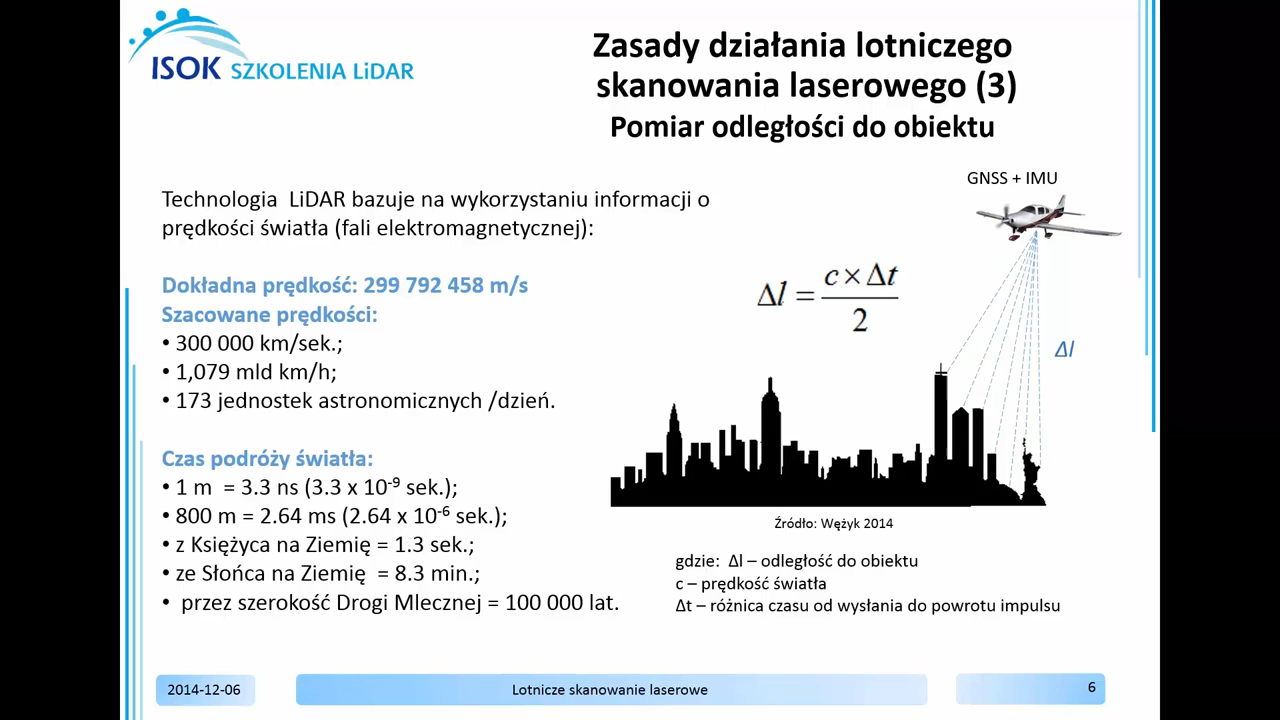 ISOK SZKOLENIA LiDAR
Zasady działania lotniczego
skanowania laserowego (3)
Pomiar odległości do obiektu
Technologia LiDAR bazuje na wykorzystaniu informacji o
prędkości światła (fali elektromagnetycznej):
Dokładna prędkość: 299 792 458 m/s
Szacowane prędkości:
• 300 000 km/sek.;
• 1,079 mld km/h;
• 173 jednostek astronomicznych /dzień.
Czas podróży światła:
• 1 m = 3.3 ns (3.3 x 10⁻⁹ sek.);
• 800 m = 2.64 ms (2.64 x 10⁻⁶ sek.);
• z Księżyca na Ziemię = 1.3 sek.;
• ze Słońca na Ziemię = 8.3 min.;
• przez szerokość Drogi Mlecznej = 100 000 lat.
GNSS + IMU
Δl = c × Δt / 2
Δl
Źródło: Wężyk 2014
gdzie: Δl – odległość do obiektu
c – prędkość światła
Δt – różnica czasu od wysłania do powrotu impulsu
2014-12-06
Lotnicze skanowanie laserowe
6